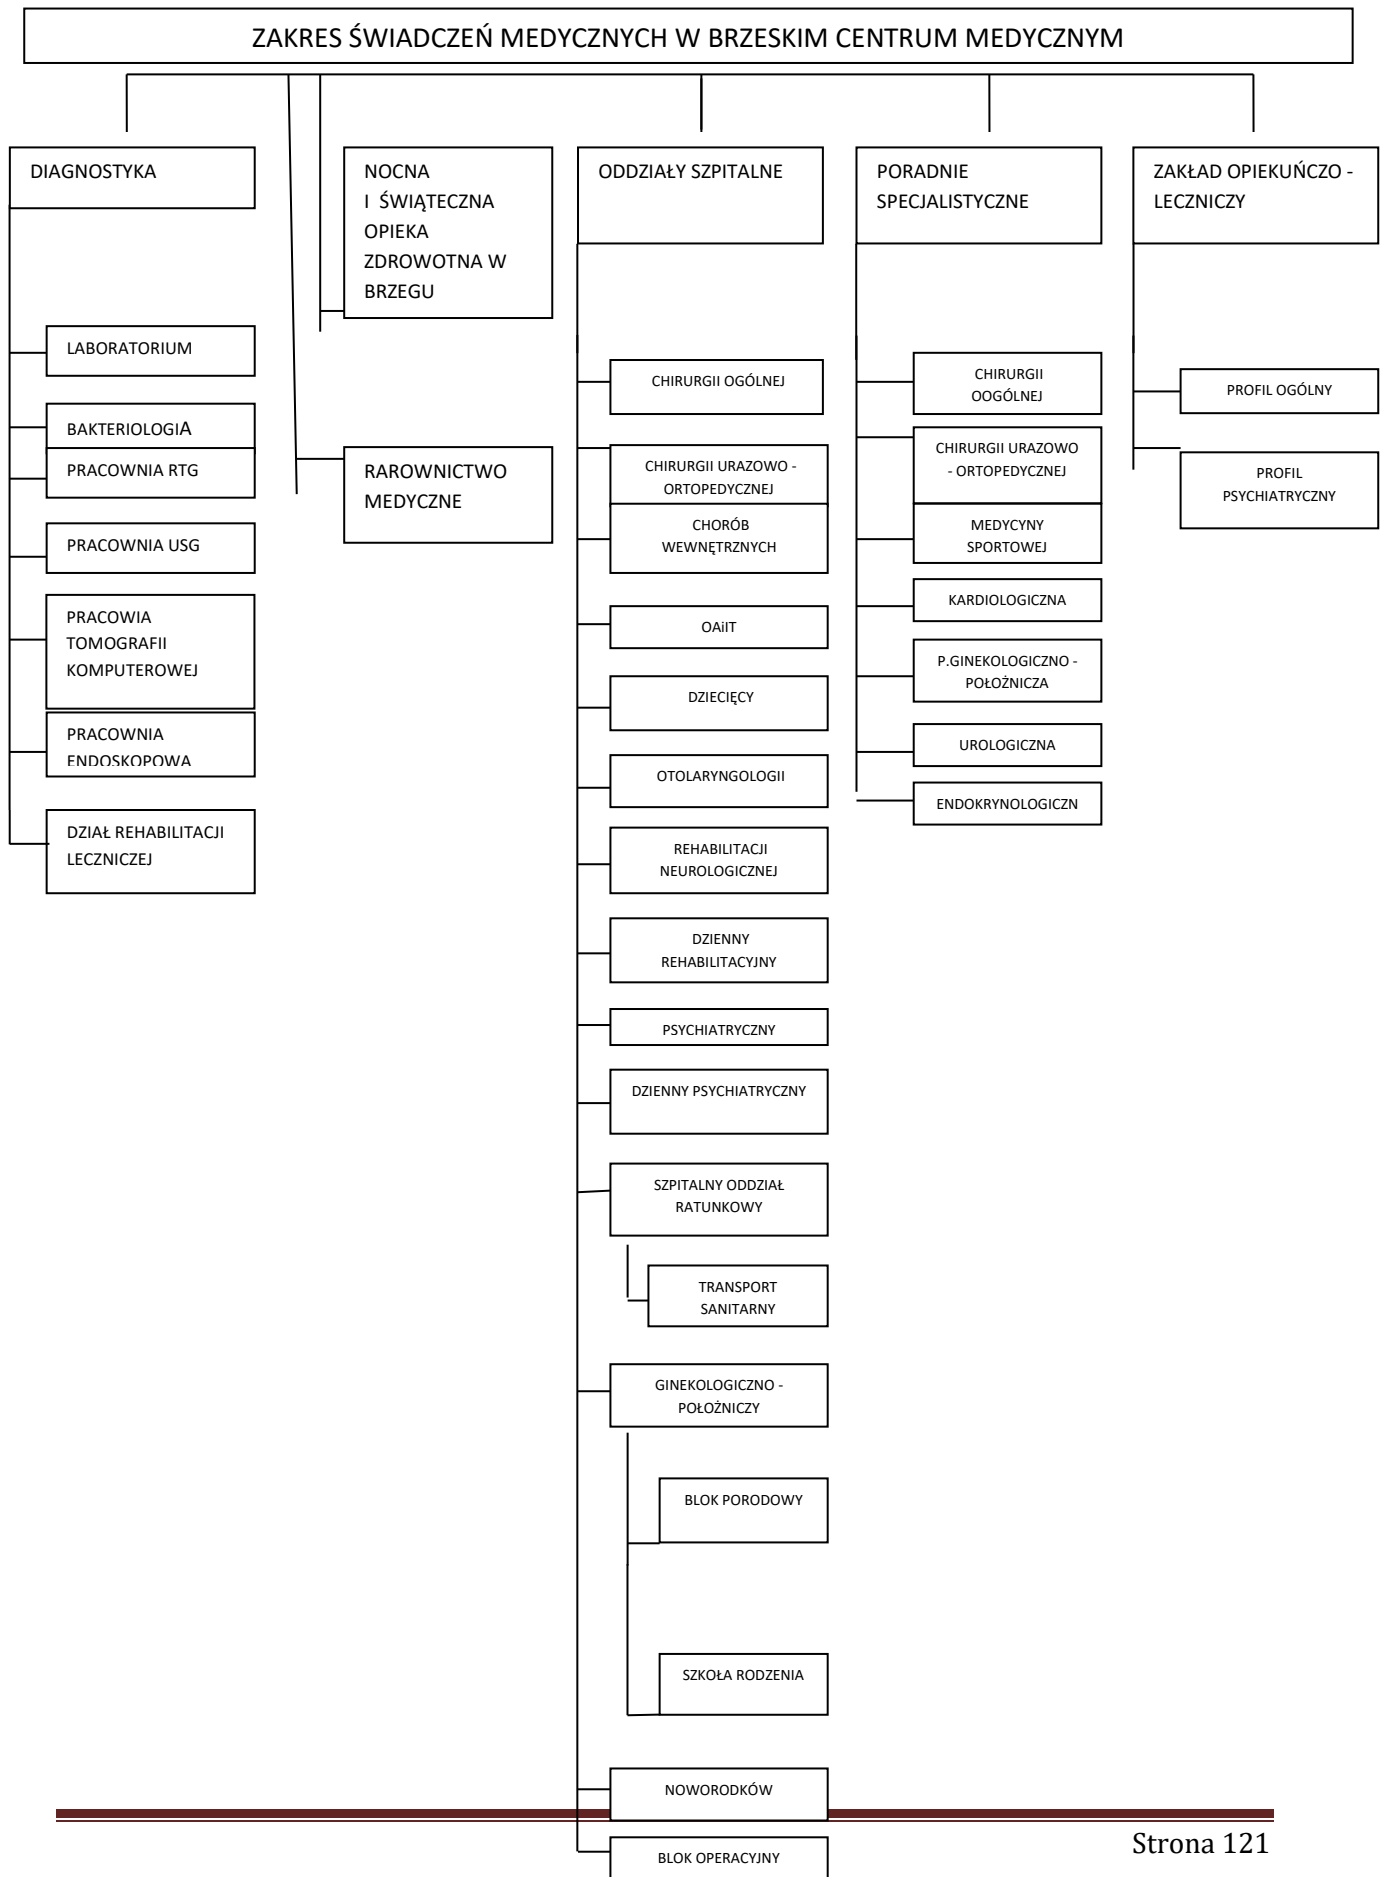 ZAKRES ŚWIADCZEŃ MEDYCZNYCH W BRZESKIM CENTRUM MEDYCZNYM
DIAGNOSTYKA
LABORATORIUM
BAKTERIOLOGIA
PRACOWNIA RTG
PRACOWNIA USG
PRACOWIA
TOMOGRAFII
KOMPUTEROWEJ
PRACOWNIA
ENDOSKOPOWA
DZIAŁ REHABILITACJI
LECZNICZEJ
NOCNA
I ŚWIĄTECZNA
OPIEKA
ZDROWOTNA W
BRZEGU
RAROWNICTWO
MEDYCZNE
ODDZIAŁY SZPITALNE
CHIRURGII OGÓLNEJ
CHIRURGII URAZOWO -
ORTOPEDYCZNEJ
CHORÓB
WEWNĘTRZNYCH
OAiIT
DZIECIĘCY
OTOLARYNGOLOGII
REHABILITACJI
NEUROLOGICZNEJ
DZIENNY
REHABILITACYJNY
PSYCHIATRYCZNY
DZIENNY PSYCHIATRYCZNY
SZPITALNY ODDZIAŁ
RATUNKOWY
TRANSPORT
SANITARNY
GINEKOLOGICZNO -
POŁOŻNICZY
BLOK PORODOWY
SZKOŁA RODZENIA
NOWORODKÓW
BLOK OPERACYJNY
PORADNIE
SPECJALISTYCZNE
CHIRURGII
OOGÓLNEJ
CHIRURGII URAZOWO
- ORTOPEDYCZNEJ
MEDYCYNY
SPORTOWEJ
KARDIOLOGICZNA
P.GINEKOLOGICZNO -
POŁOŻNICZA
UROLOGICZNA
ENDOKRYNOLOGICZN
ZAKŁAD OPIEKUŃCZO -
LECZNICZY
PROFIL OGÓLNY
PROFIL
PSYCHIATRYCZNY
Strona 121